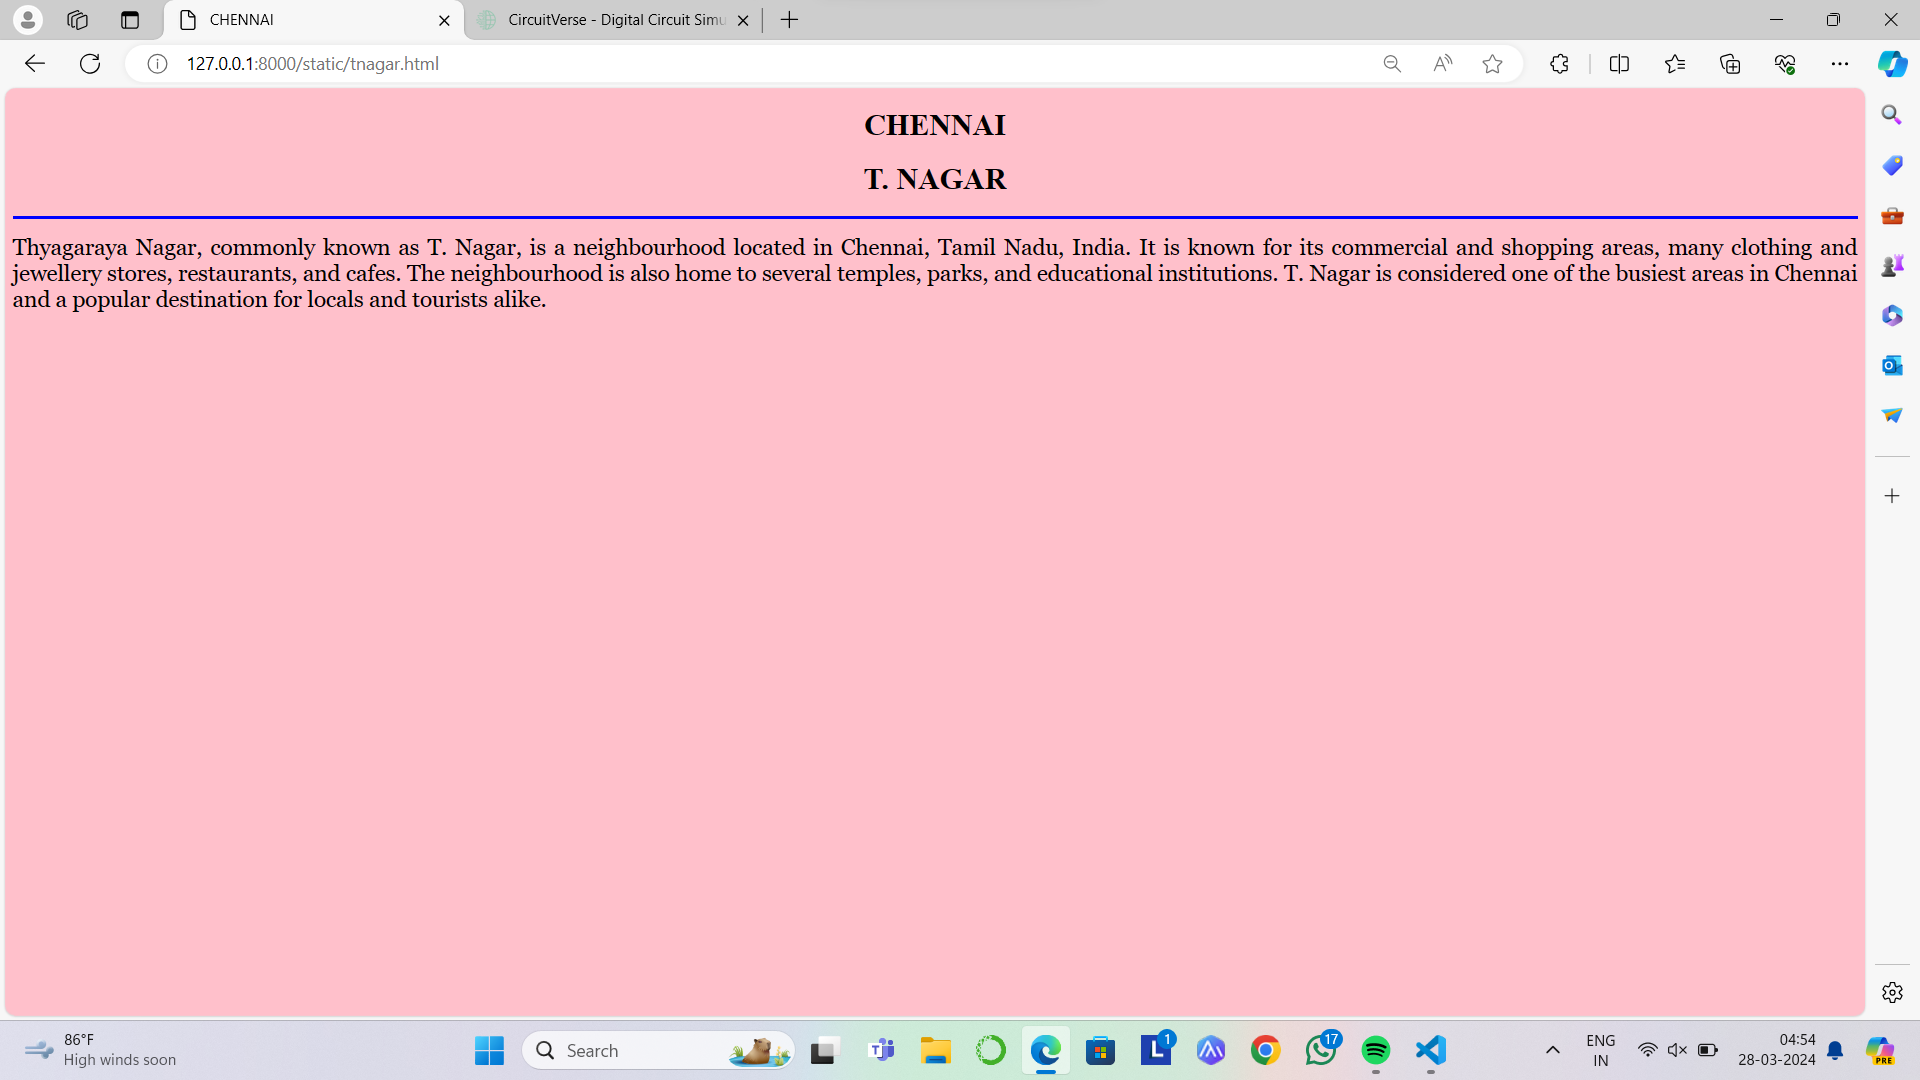 CHENNAI
CircuitVerse - Digital Circuit Simu
127.0.0.1:8000/static/tnagar.html
CHENNAI
T. NAGAR
Thyagaraya Nagar, commonly known as T. Nagar, is a neighbourhood located in Chennai, Tamil Nadu, India. It is known for its commercial and shopping areas, many clothing and
jewellery stores, restaurants, and cafes. The neighbourhood is also home to several temples, parks, and educational institutions. T. Nagar is considered one of the busiest areas in Chennai
and a popular destination for locals and tourists alike.
86°F
High winds soon
Search
1
17
ENG
IN
04:54
28-03-2024
PRE